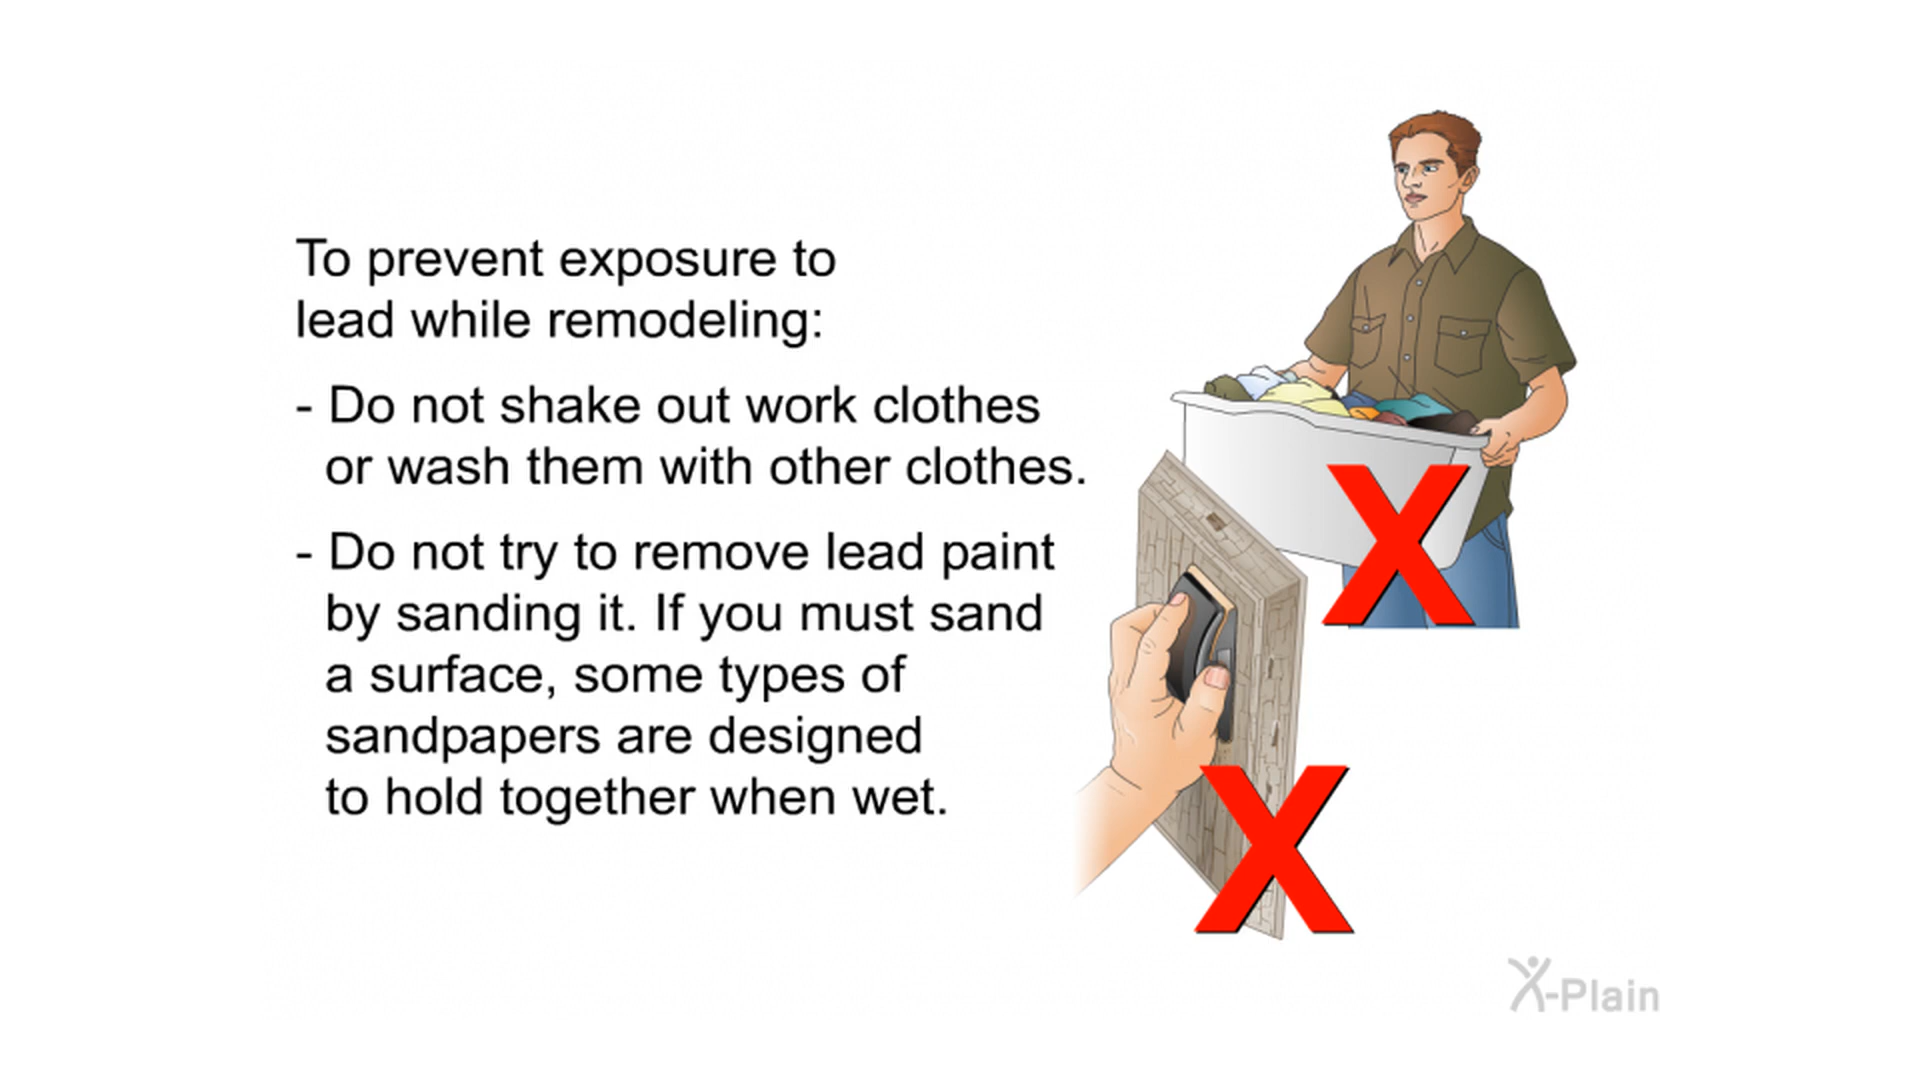 To prevent exposure to
lead while remodeling:
- Do not shake out work clothes
or wash them with other clothes.
- Do not try to remove lead paint
by sanding it. If you must sand
a surface, some types of
sandpapers are designed
to hold together when wet.
X
X
X-Plain